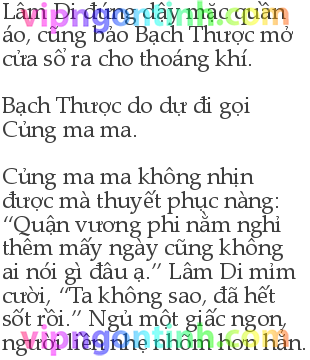 Lâm Di đứng dậy mặc quần
áo, cũng bảo Bạch Thược mở
cửa sổ ra cho thoáng khí.
Bạch Thược do dự đi gọi
Củng ma ma.
Củng ma ma không nhịn
được mà thuyết phục nàng:
“Quận vương phi nằm nghỉ
thêm mấy ngày cũng không
ai nói gì đâu ạ.” Lâm Di mỉm
cười, “Ta không sao, đã hết
sốt rồi.” Ngủ một giấc ngon,
người liền nhẹ nhõm hơn hẳn.
vipngontinh.com
vipngontinh.com